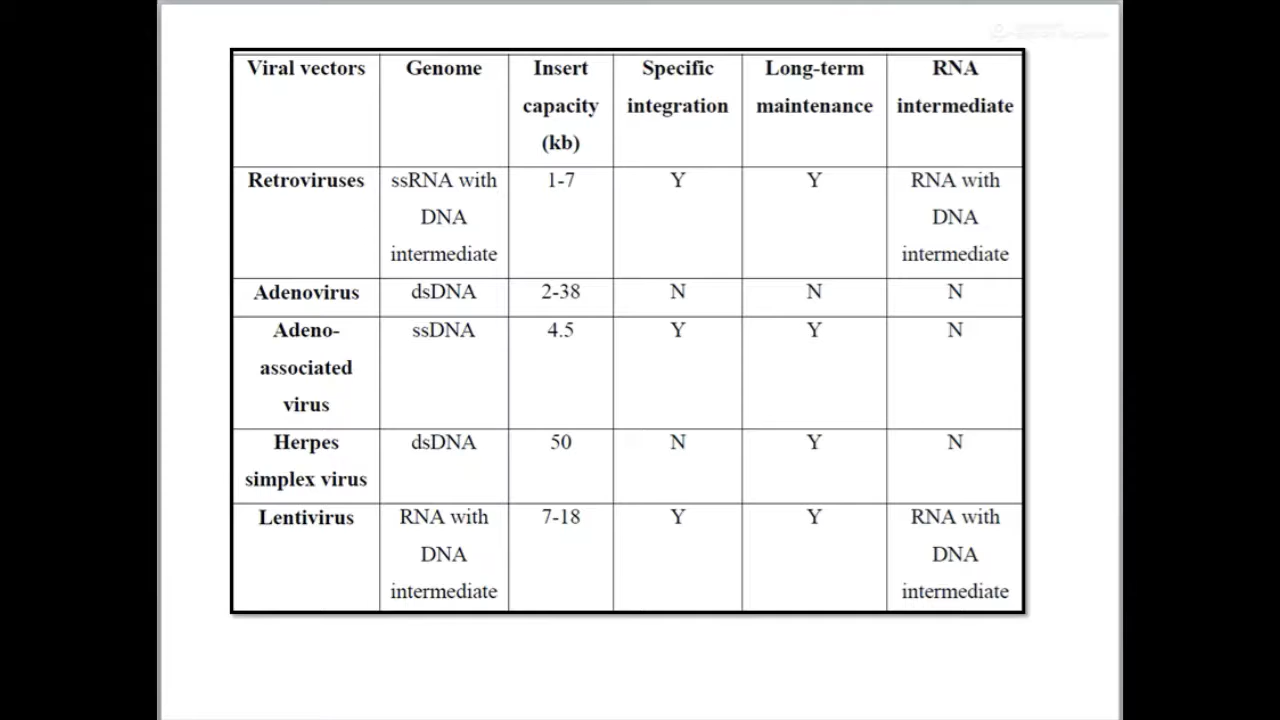 Viral vectors Genome Insert capacity (kb) Specific integration Long-term maintenance RNA intermediate
Retroviruses ssRNA with DNA intermediate 1-7 Y Y RNA with DNA intermediate
Adenovirus dsDNA 2-38 N N N
Adeno-associated virus ssDNA 4.5 Y Y N
Herpes simplex virus dsDNA 50 N Y N
Lentivirus RNA with DNA intermediate 7-18 Y Y RNA with DNA intermediate